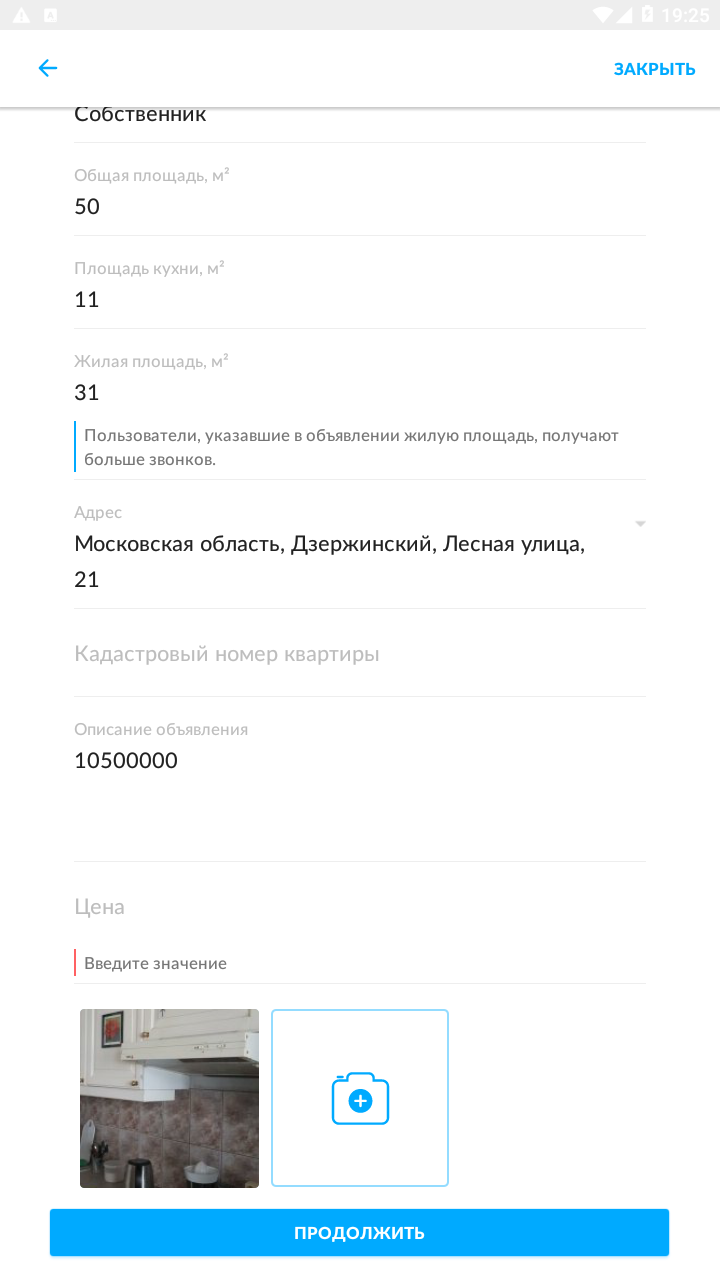 19:25
ЗАКРЫТЬ
Собственник
Общая площадь, м²
50
Площадь кухни, м²
11
Жилая площадь, м²
31
Пользователи, указавшие в объявлении жилую площадь, получают
больше звонков.
Адрес
Московская область, Дзержинский, Лесная улица,
21
Кадастровый номер квартиры
Описание объявления
10500000
Цена
Введите значение
ПРОДОЛЖИТЬ